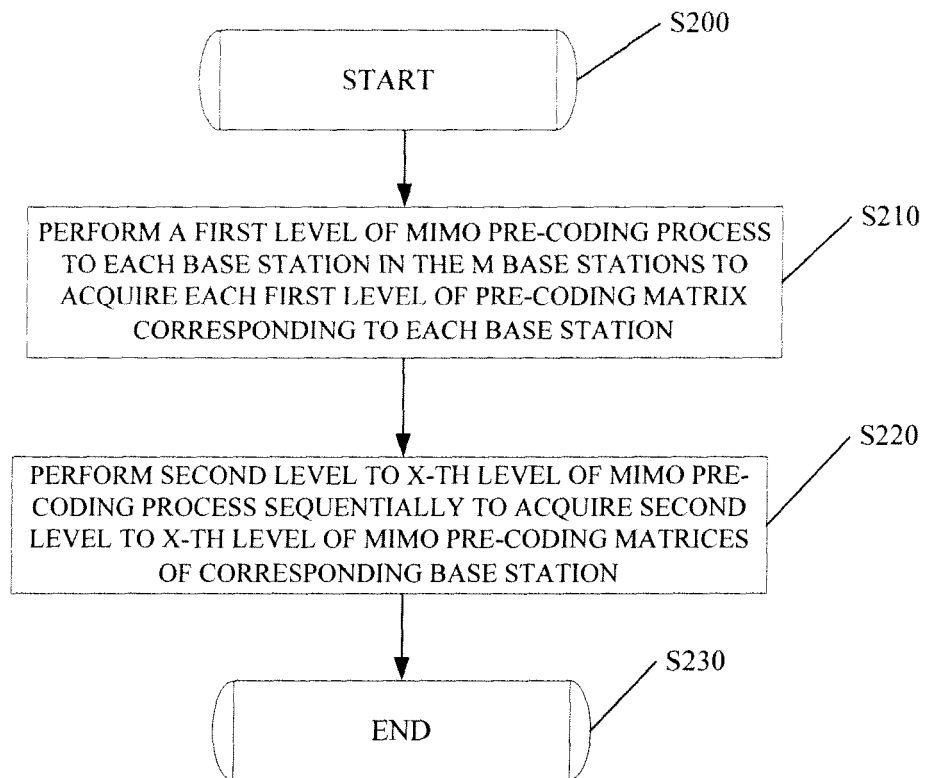 S200
START
S210
PERFORM A FIRST LEVEL OF MIMO PRE-CODING PROCESS
TO EACH BASE STATION IN THE M BASE STATIONS TO
ACQUIRE EACH FIRST LEVEL OF PRE-CODING MATRIX
CORRESPONDING TO EACH BASE STATION
S220
PERFORM SECOND LEVEL TO X-TH LEVEL OF MIMO PRE-
CODING PROCESS SEQUENTIALLY TO ACQUIRE SECOND
LEVEL TO X-TH LEVEL OF MIMO PRE-CODING MATRICES
OF CORRESPONDING BASE STATION
S230
END